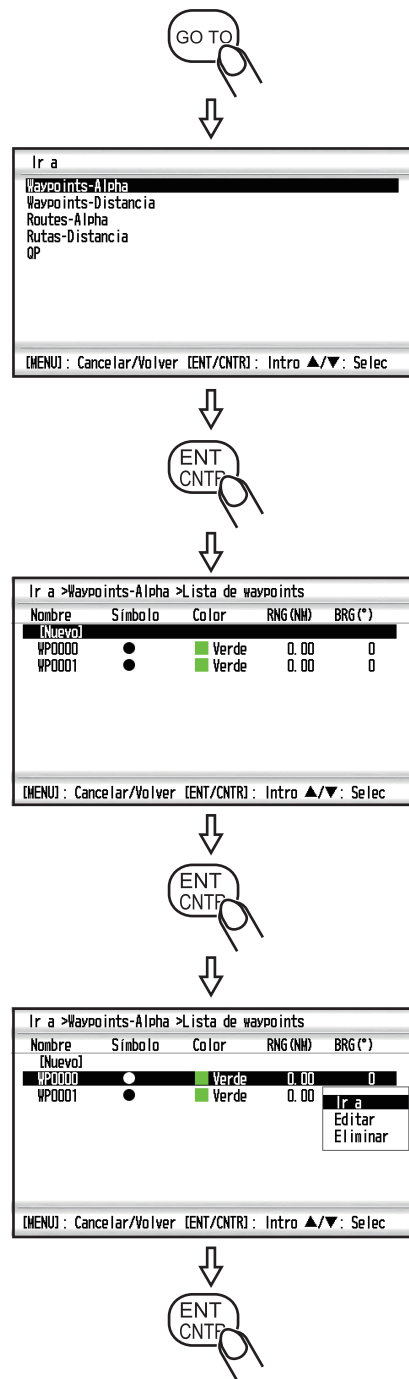 GO TO
Ir a
Waypoints-Alpha
Waypoints-Distancia
Routes-Alpha
Rutas-Distancia
QP
[MENU]: Cancelar/Volver [ENT/CNTR]: Intro ▲/▼: Selec
ENT
CNTR
Ir a >Waypoints-Alpha >Lista de waypoints
Nombre Símbolo Color RNG(NM) BRG(°)
[Nuevo]
WP0000 ● Verde 0.00 0
WP0001 ● Verde 0.00 0
[MENU]: Cancelar/Volver [ENT/CNTR]: Intro ▲/▼: Selec
ENT
CNTR
Ir a >Waypoints-Alpha >Lista de waypoints
Nombre Símbolo Color RNG(NM) BRG(°)
[Nuevo]
WP0000 ● Verde 0.00 0
WP0001 ● Verde 0.00
Ir a
Editar
Eliminar
[MENU]: Cancelar/Volver [ENT/CNTR]: Intro ▲/▼: Selec
ENT
CNTR